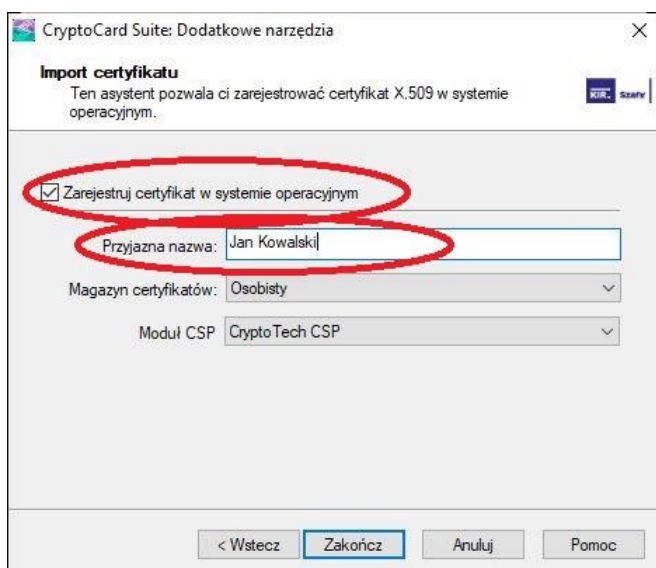 CryptoCard Suite: Dodatkowe narzędzia
Import certyfikatu
Ten asystent pozwala ci zarejestrować certyfikat X.509 w systemie
operacyjnym.
KIR. Szafir
Zarejestruj certyfikat w systemie operacyjnym
Przyjazna nazwa: Jan Kowalski
Magazyn certyfikatów: Osobisty
Moduł CSP CryptoTech CSP
< Wstecz Zakończ Anuluj Pomoc